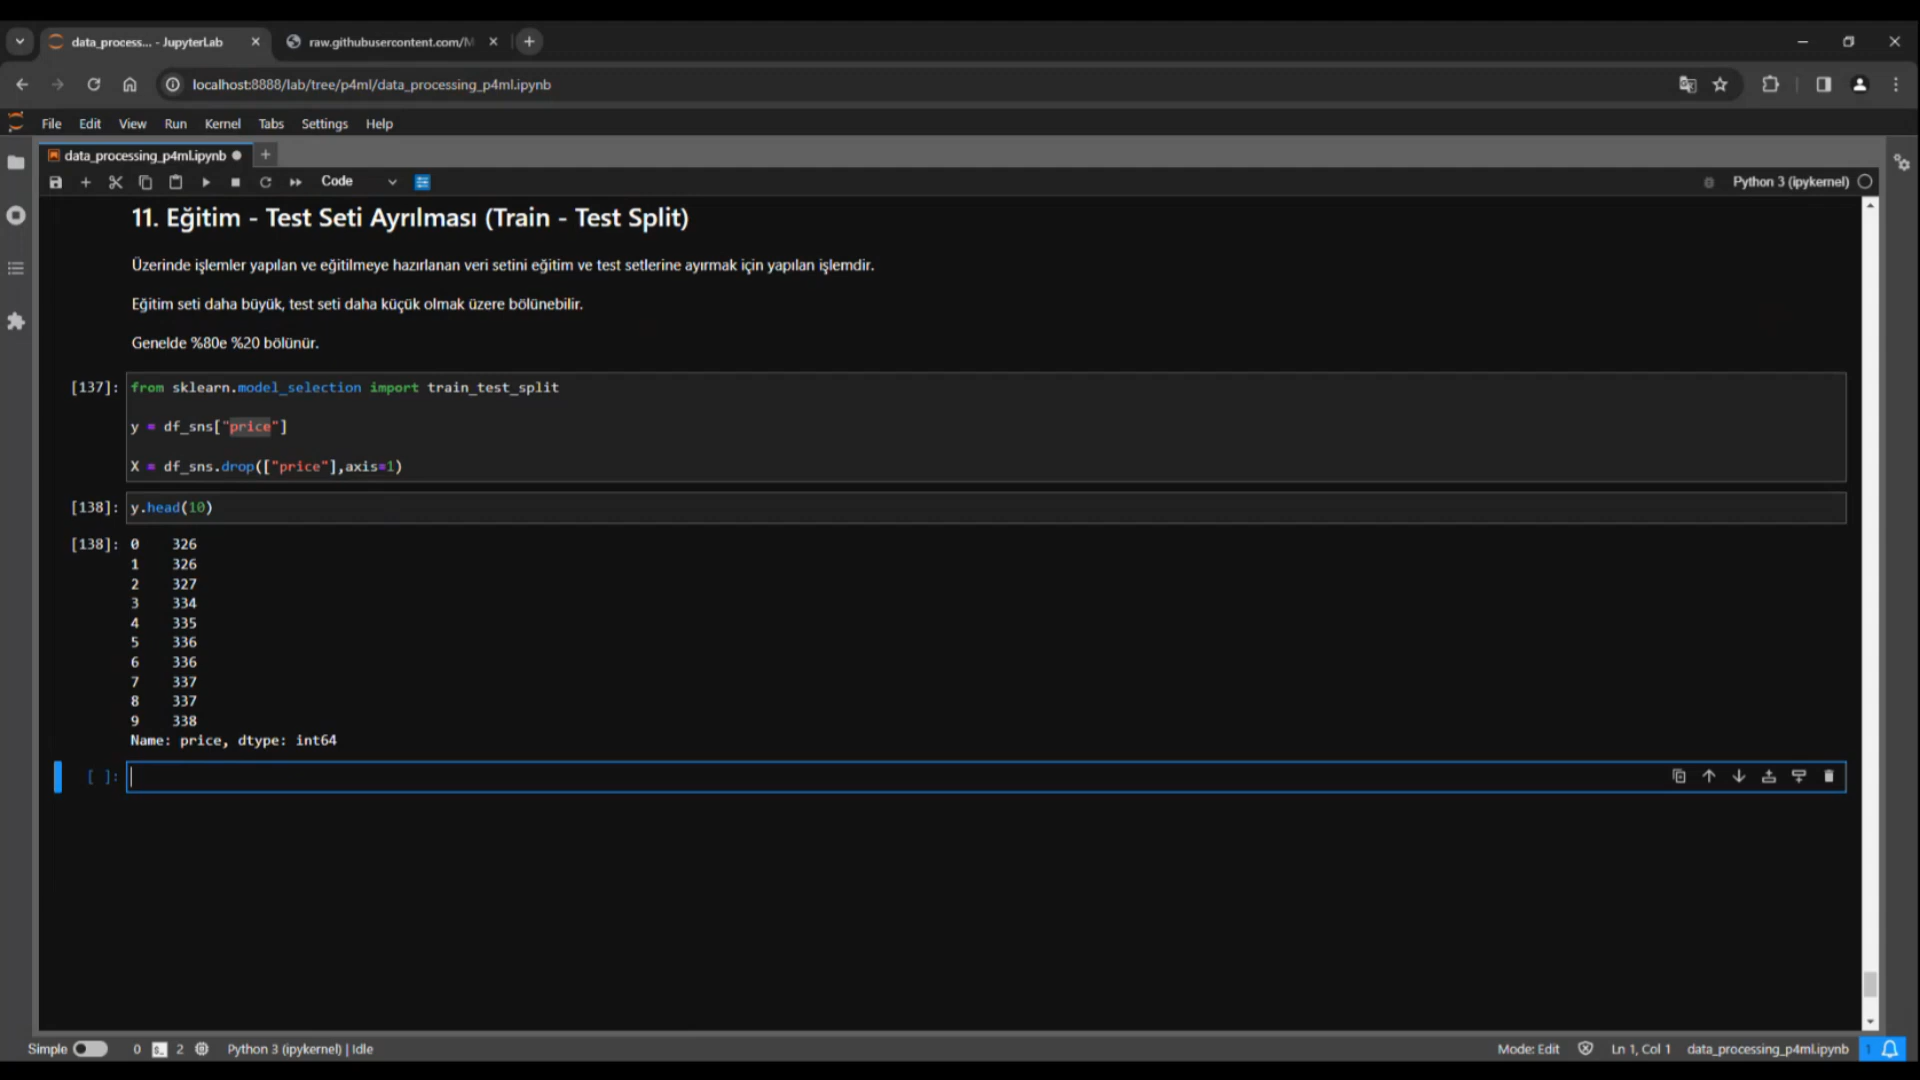 data_process... - JupyterLab
raw.githubusercontent.com/M
localhost:8888/lab/tree/p4ml/data_processing_p4ml.ipynb
File Edit View Run Kernel Tabs Settings Help
data_processing_p4ml.ipynb
Code
Python 3 (ipykernel)
11. Eğitim - Test Seti Ayrılması (Train - Test Split)
Üzerinde işlemler yapılan ve eğitilmeye hazırlanan veri setini eğitim ve test setlerine ayırmak için yapılan işlemdir.
Eğitim seti daha büyük, test seti daha küçük olmak üzere bölünebilir.
Genelde %80e %20 bölünür.
[137]: from sklearn.model_selection import train_test_split
y = df_sns["price"]
X = df_sns.drop(["price"],axis=1)
[138]: y.head(10)
[138]: 0 326
1 326
2 327
3 334
4 335
5 336
6 336
7 337
8 337
9 338
Name: price, dtype: int64
[ ]:
Simple 0 2 Python 3 (ipykernel) | Idle Mode: Edit Ln 1, Col 1 data_processing_p4ml.ipynb 1